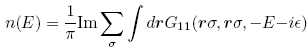 n(E) = \frac{1}{\pi} \mathrm{Im} \sum_{\sigma} \int d\boldsymbol{r} G_{11}(\boldsymbol{r}\sigma, \boldsymbol{r}\sigma, -E - i\epsilon)